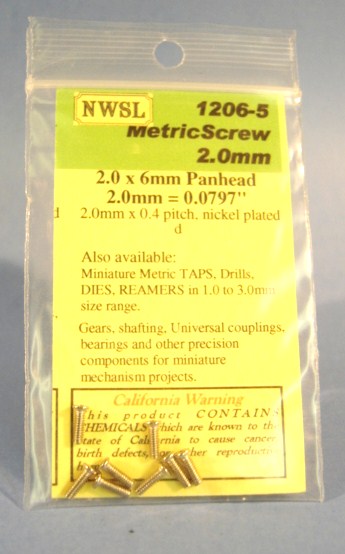 NWSL 1206-5
MetricScrew
2.0mm
2.0 x 6mm Panhead
2.0mm = 0.0797"
d 2.0mm x 0.4 pitch, nickel plated
d
Also available:
Miniature Metric TAPS, Drills,
DIES, REAMERS in 1.0 to 3.0mm
size range.
Gears, shafting, Universal couplings,
bearings and other precision
components for miniature
mechanism projects.
California Warning
his product CONTAINS
CHEMICALS which are known to the
state of California to cause cancer,
birth defects, or other reproductiv